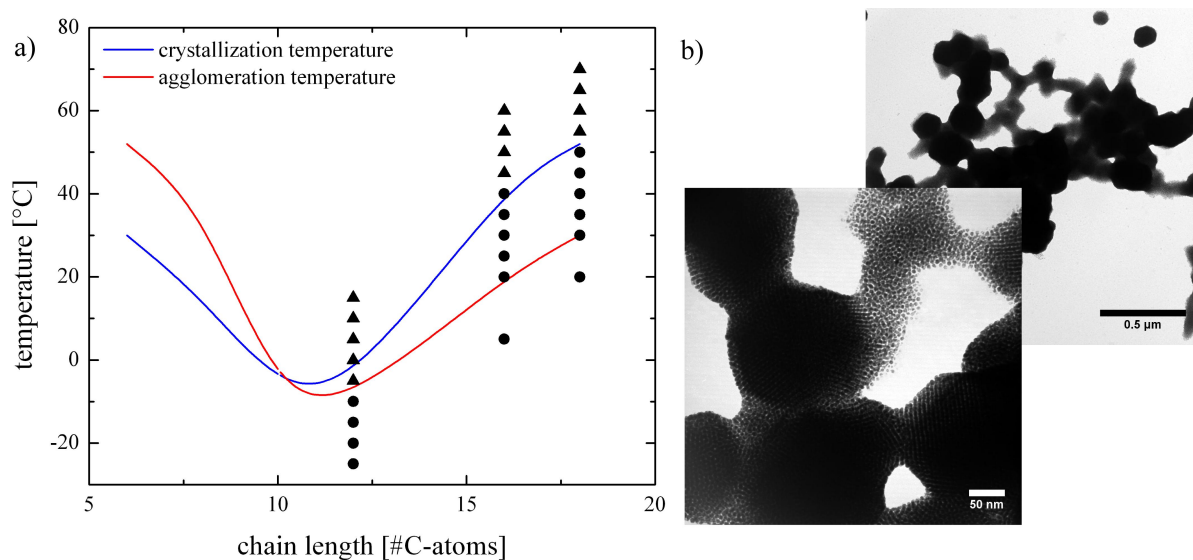 a)
crystallization temperature
agglomeration temperature
temperature [°C]
80
60
40
20
0
-20
5
10
15
20
chain length [#C-atoms]
b)
0.5 µm
50 nm